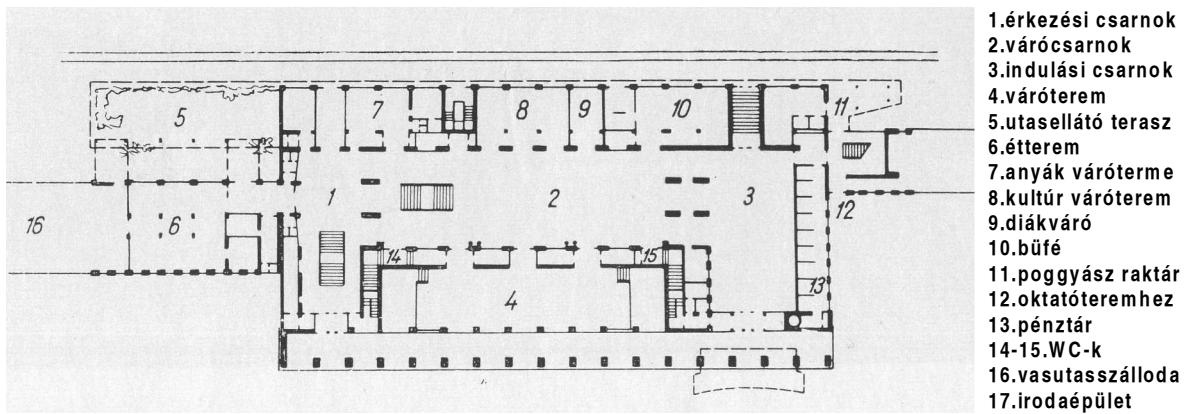 1.érkezési csarnok
2.várócsarnok
3.indulási csarnok
4.váróterem
5.utasellátó terasz
6.étterem
7.anyák váróterme
8.kultúr váróterem
9.diákváró
10.büfé
11.poggyász raktár
12.oktatóteremhez
13.pénztár
14-15.WC-k
16.vasutasszálloda
17.irodaépület
5
7
8
9
10
11
16
6
1
2
3
12
14
15
4
13